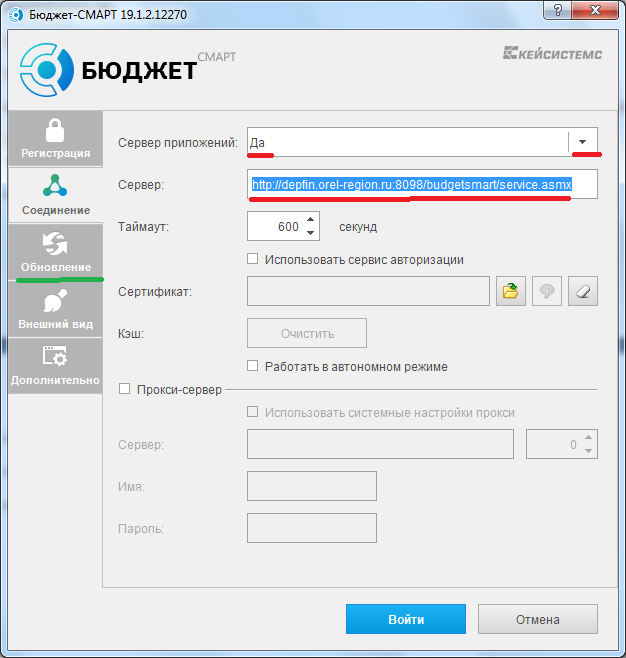 Бюджет-СМАРТ 19.1.2.12270
БЮДЖЕТ СМАРТ
КЕЙСИСТЕМС
Регистрация
Соединение
Обновление
Внешний вид
Дополнительно
Сервер приложений: Да
Сервер: http://depfin.orel-region.ru:8098/budgetsmart/service.asmx
Таймаут: 600 секунд
Использовать сервис авторизации
Сертификат:
Кэш: Очистить
Работать в автономном режиме
Прокси-сервер
Использовать системные настройки прокси
Сервер: 0
Имя:
Пароль:
Войти Отмена